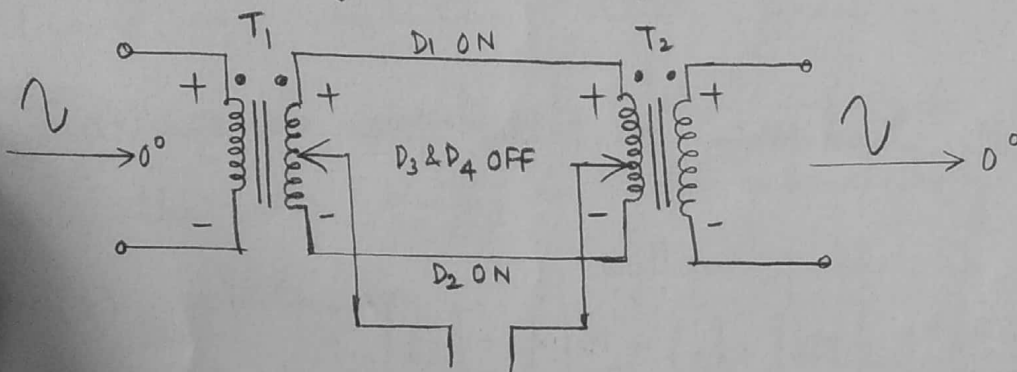 T1 D1 ON T2
+ + + +
0° D3 & D4 OFF 0°
- - - -
D2 ON